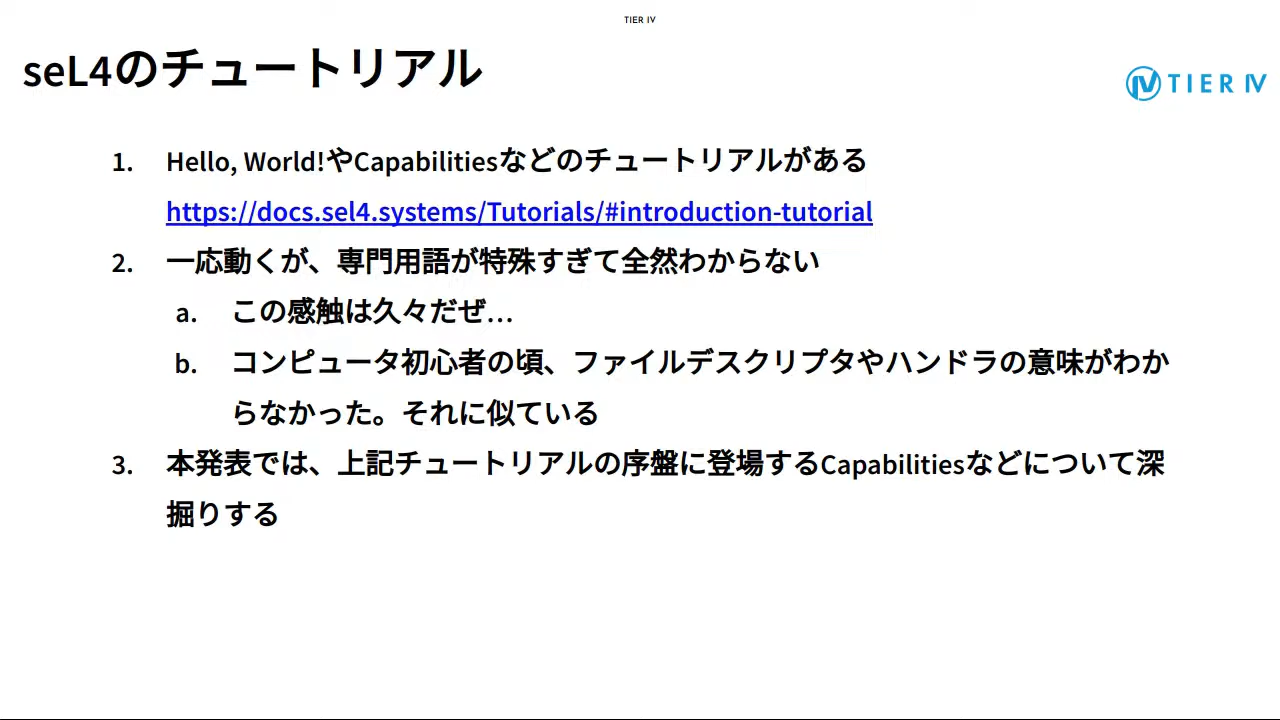 TIER IV
seL4のチュートリアル
TIER IV
1. Hello, World!やCapabilitiesなどのチュートリアルがある
https://docs.sel4.systems/Tutorials/#introduction-tutorial
2. 一応動くが、専門用語が特殊すぎて全然わからない
a. この感触は久々だぜ…
b. コンピュータ初心者の頃、ファイルデスクリプタやハンドラの意味がわか
らなかった。それに似ている
3. 本発表では、上記チュートリアルの序盤に登場するCapabilitiesなどについて深
掘りする